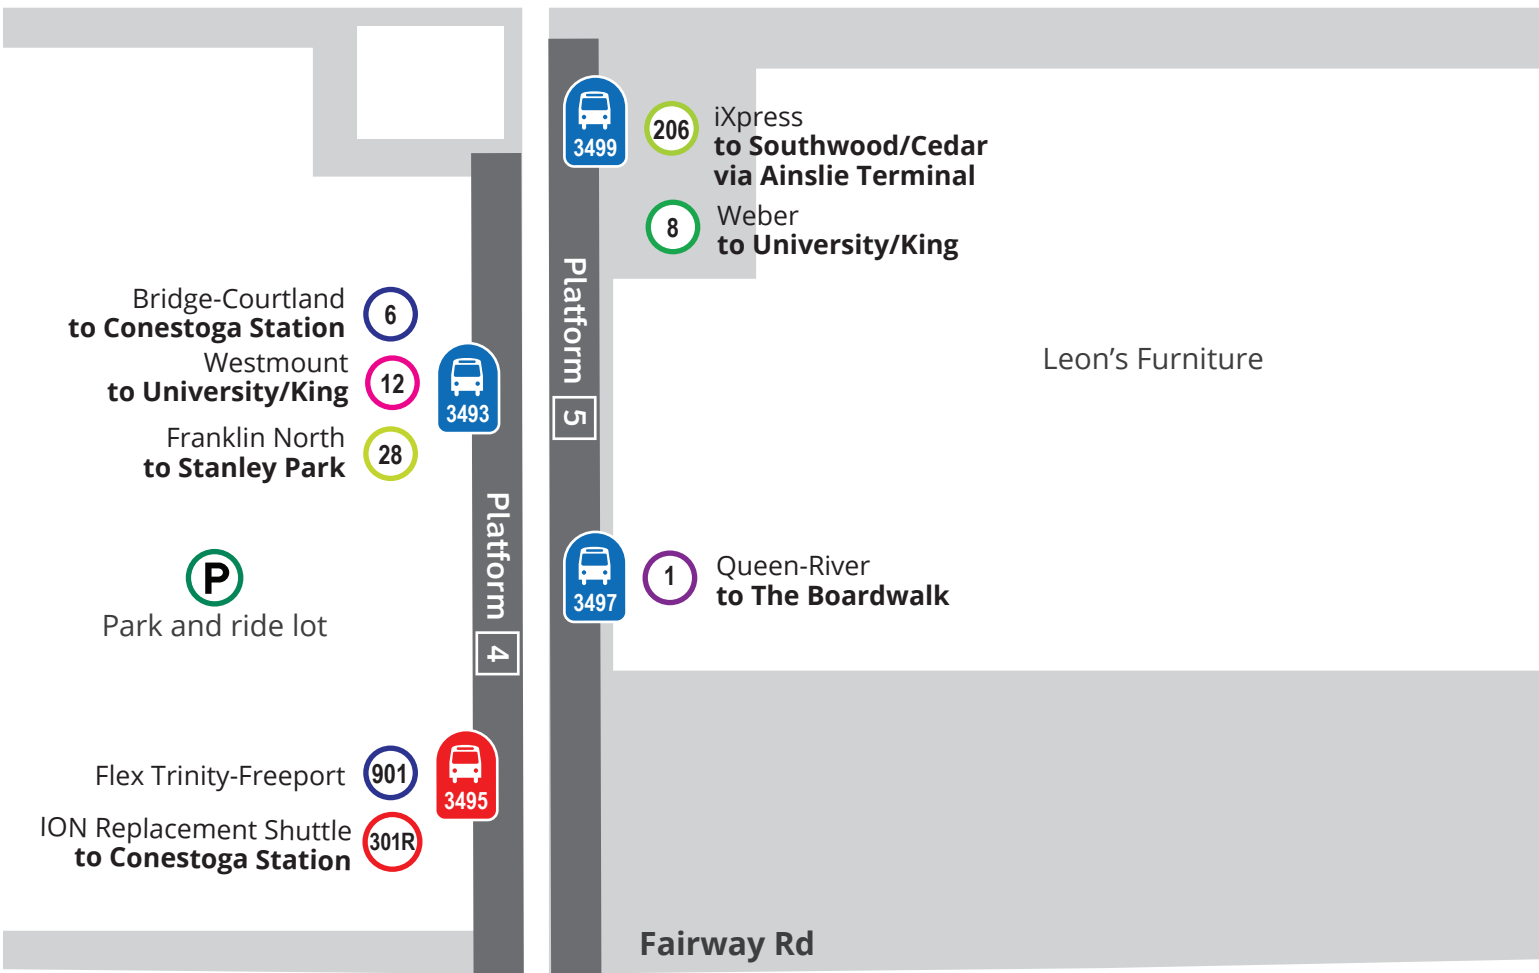 3499
206
iXpress
to Southwood/Cedar
via Ainslie Terminal
8
Weber
to University/King
Platform 5
Bridge-Courtland
to Conestoga Station
6
Westmount
to University/King
12
3493
Franklin North
to Stanley Park
28
Leon's Furniture
Platform 4
P
Park and ride lot
3497
1
Queen-River
to The Boardwalk
Flex Trinity-Freeport
901
3495
ION Replacement Shuttle
to Conestoga Station
301R
Fairway Rd